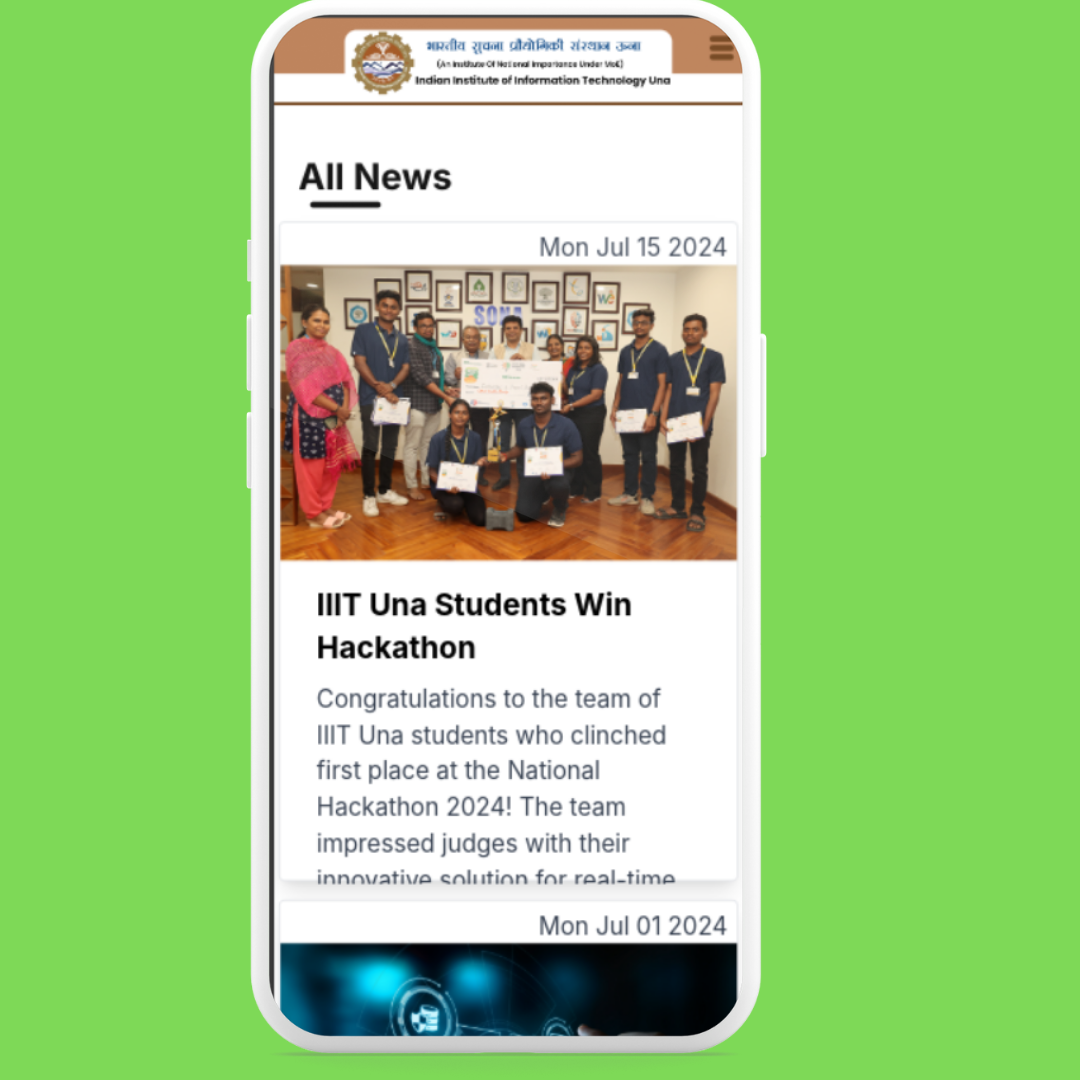 भारतीय सूचना प्रौद्योगिकी संस्थान ऊना
(An Institute Of National Importance Under MoE)
Indian Institute of Information Technology Una
All News
Mon Jul 15 2024
SONA
IIIT Una Students Win
Hackathon
Congratulations to the team of
IIIT Una students who clinched
first place at the National
Hackathon 2024! The team
impressed judges with their
innovative solution for real-time
Mon Jul 01 2024